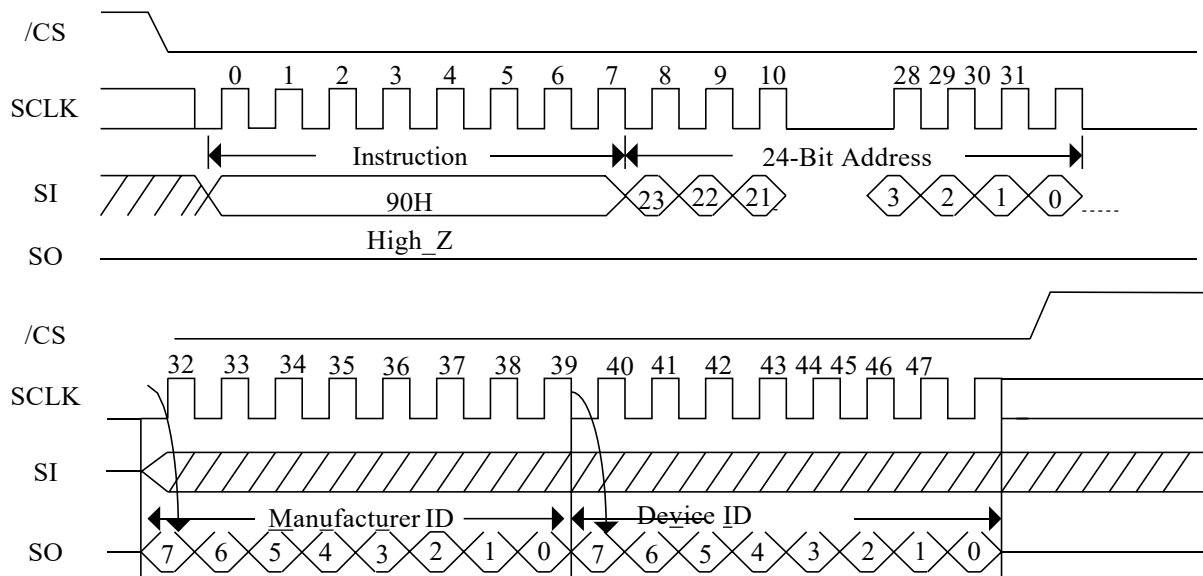 /CS
0 1 2 3 4 5 6 7 8 9 10 28 29 30 31
SCLK
Instruction 24-Bit Address
SI 90H 23 22 21 3 2 1 0
High_Z
SO
/CS
32 33 34 35 36 37 38 39 40 41 42 43 44 45 46 47
SCLK
SI
Manufacturer ID Device ID
SO 7 6 5 4 3 2 1 0 7 6 5 4 3 2 1 0